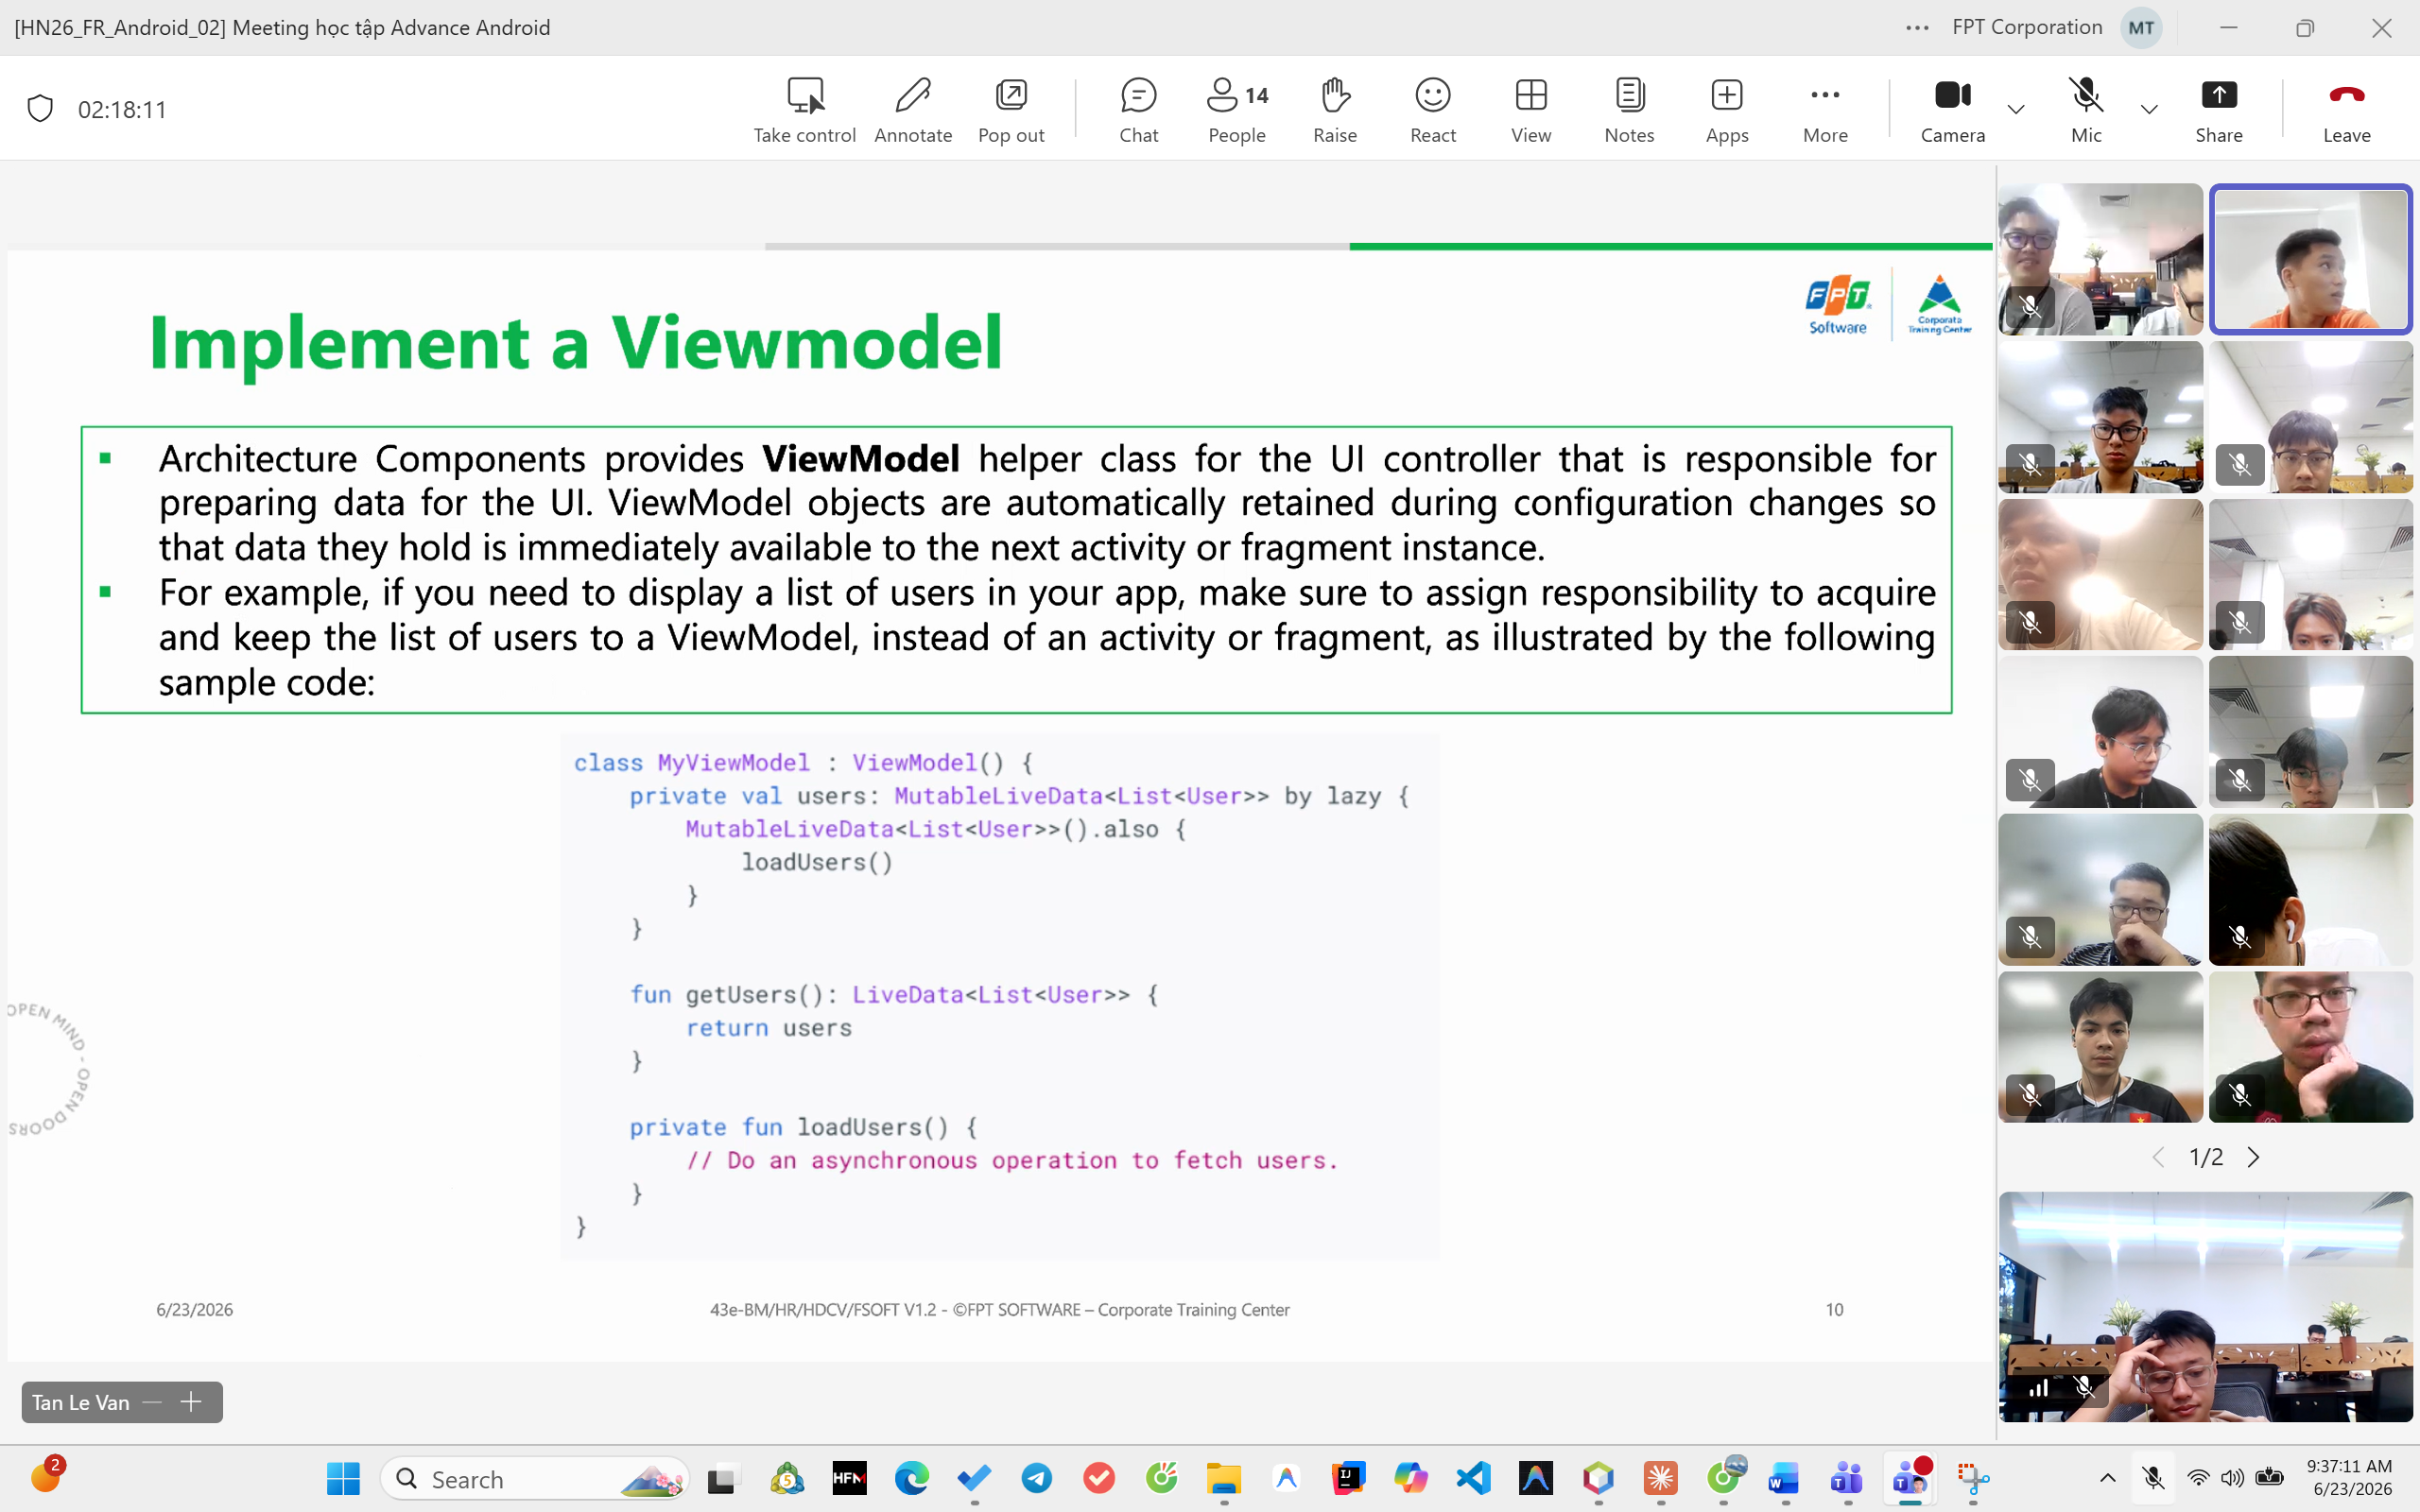 [HN26_FR_Android_02] Meeting học tập Advance Android
FPT Corporation
MT
02:18:11
Take control
Annotate
Pop out
Chat
14
People
Raise
React
View
Notes
Apps
More
Camera
Mic
Share
Leave
FPT
Software
Corporate
Training Center
Implement a Viewmodel
Architecture Components provides ViewModel helper class for the UI controller that is responsible for
preparing data for the UI. ViewModel objects are automatically retained during configuration changes so
that data they hold is immediately available to the next activity or fragment instance.
For example, if you need to display a list of users in your app, make sure to assign responsibility to acquire
and keep the list of users to a ViewModel, instead of an activity or fragment, as illustrated by the following
sample code:
class MyViewModel : ViewModel() {
private val users: MutableLiveData<List<User>> by lazy {
MutableLiveData<List<User>>().also {
loadUsers()
}
}
fun getUsers(): LiveData<List<User>> {
return users
}
private fun loadUsers() {
// Do an asynchronous operation to fetch users.
}
}
OPEN MIND - OPEN DOORS
6/23/2026
43e-BM/HR/HDCV/FSOFT V1.2 - ©FPT SOFTWARE – Corporate Training Center
10
1/2
Tan Le Van
2
Search
5
HFM
IJ
W
T
T
9:37:11 AM
6/23/2026